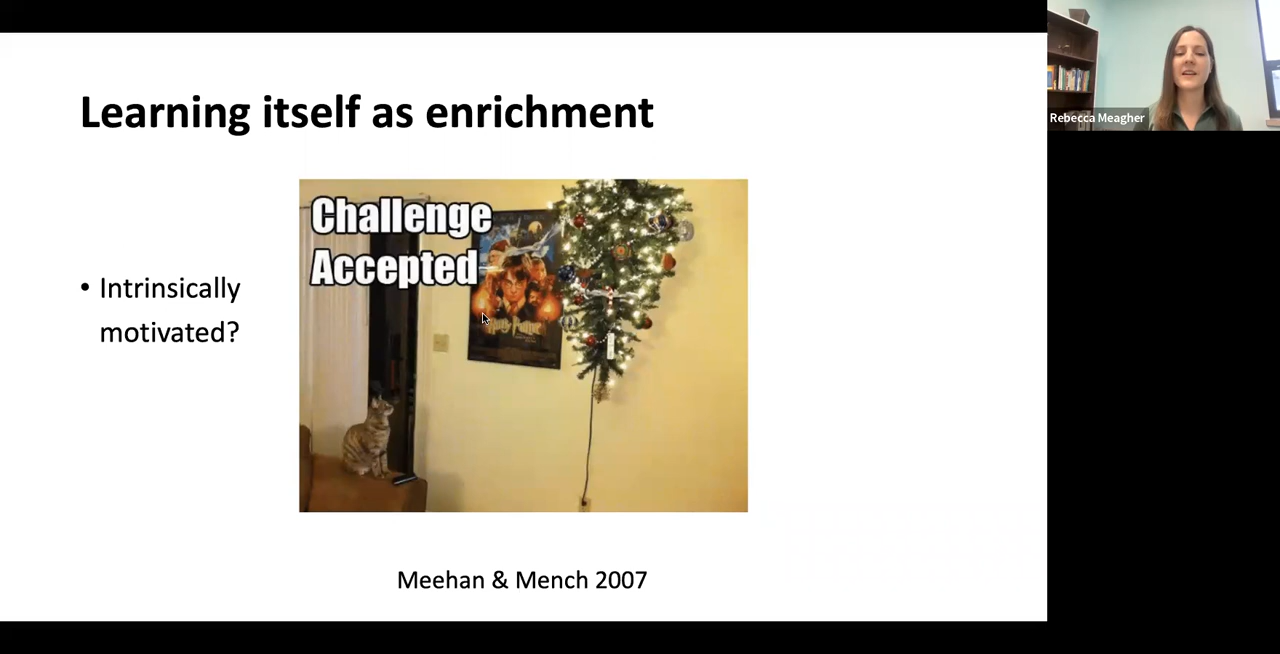 Learning itself as enrichment
Rebecca Meagher
Challenge
Accepted
Harry Potter
• Intrinsically
motivated?
Meehan & Mench 2007